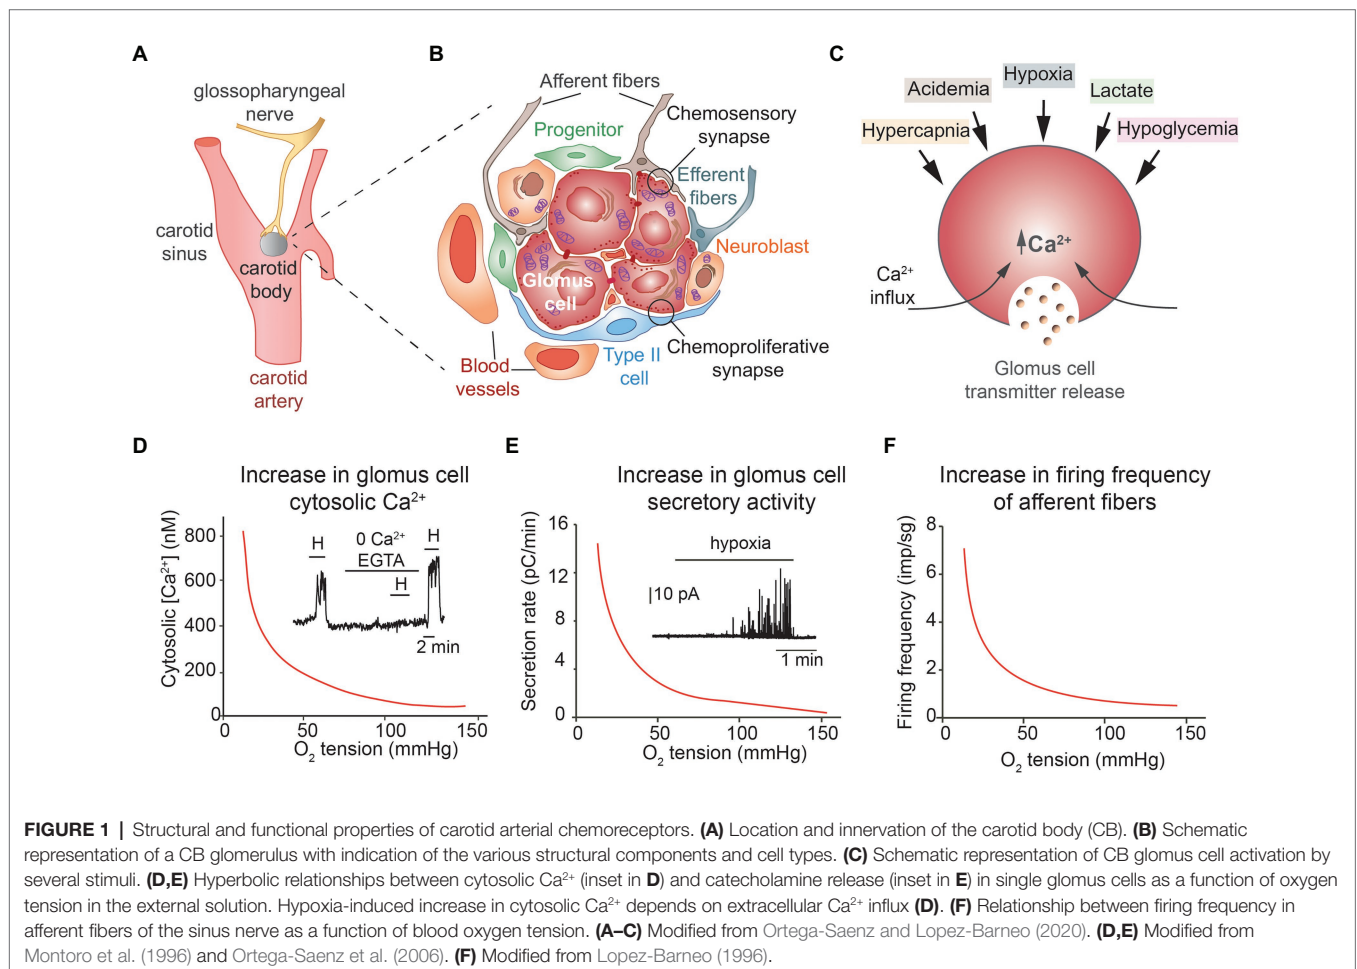 A
glossopharyngeal
nerve
carotid
sinus
carotid
body
carotid
artery
B
Afferent fibers
Chemosensory
synapse
Progenitor
Efferent
fibers
Neuroblast
Glomus
cell
Chemoproliferative
synapse
Type II
cell
Blood
vessels
C
Hypoxia
Acidemia
Lactate
Hypercapnia
Hypoglycemia
Ca²⁺
Ca²⁺
influx
Glomus cell
transmitter release
D
Increase in glomus cell
cytosolic Ca²⁺
Cytosolic [Ca²⁺] (nM)
800
600
400
200
0
H
0 Ca²⁺
EGTA
H
H
2 min
0
50
100
150
O₂ tension (mmHg)
E
Increase in glomus cell
secretory activity
Secretion rate (pC/min)
16
12
8
4
0
hypoxia
10 pA
1 min
0
50
100
150
O₂ tension (mmHg)
F
Increase in firing frequency
of afferent fibers
Firing frequency (imp/sg)
8
6
4
2
0
0
50
100
150
O₂ tension (mmHg)
FIGURE 1 | Structural and functional properties of carotid arterial chemoreceptors. (A) Location and innervation of the carotid body (CB). (B) Schematic
representation of a CB glomerulus with indication of the various structural components and cell types. (C) Schematic representation of CB glomus cell activation by
several stimuli. (D,E) Hyperbolic relationships between cytosolic Ca²⁺ (inset in D) and catecholamine release (inset in E) in single glomus cells as a function of oxygen
tension in the external solution. Hypoxia-induced increase in cytosolic Ca²⁺ depends on extracellular Ca²⁺ influx (D). (F) Relationship between firing frequency in
afferent fibers of the sinus nerve as a function of blood oxygen tension. (A–C) Modified from Ortega-Saenz and Lopez-Barneo (2020). (D,E) Modified from
Montoro et al. (1996) and Ortega-Saenz et al. (2006). (F) Modified from Lopez-Barneo (1996).